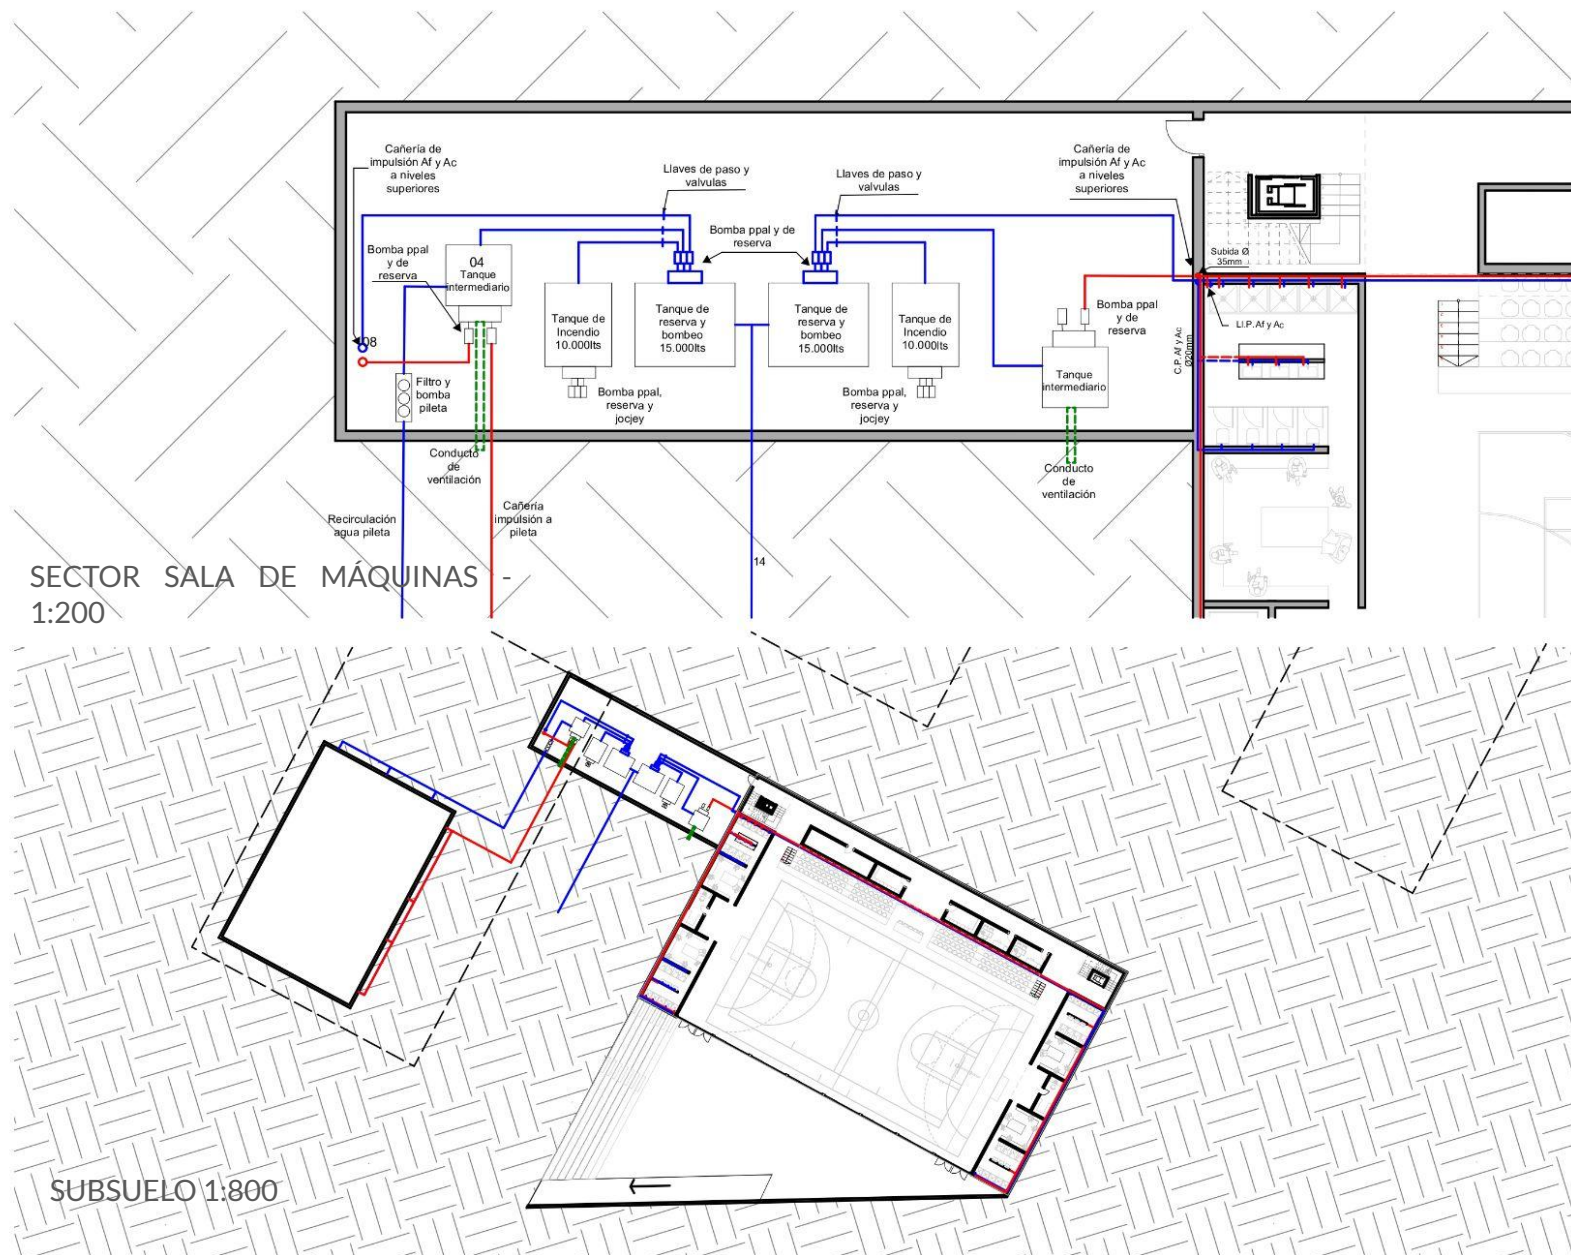 Cañería de
impulsión Af y Ac
a niveles
superiores
Llaves de paso y
valvulas
Llaves de paso y
valvulas
Cañería de
impulsión Af y Ac
a niveles
superiores
Bomba ppal y de
reserva
Bomba ppal
y de
reserva
04
Tanque
intermediario
Subida Ø
35mm
Tanque de
Incendio
10.000lts
Tanque de
reserva y
bombeo
15.000lts
Tanque de
reserva y
bombeo
15.000lts
Tanque de
Incendio
10.000lts
Bomba ppal
y de
reserva
L.I.P. Af y Ac
C.P. Af y Ac
Ø20mm
08
Filtro y
bomba
pileta
Bomba ppal,
reserva y
jocjey
Bomba ppal,
reserva y
jocjey
Tanque
intermediario
Conducto
de
ventilación
Conducto
de
ventilación
Recirculación
agua pileta
Cañería
impulsión a
pileta
14
SECTOR SALA DE MÁQUINAS -
1:200
SUBSUELO 1:800